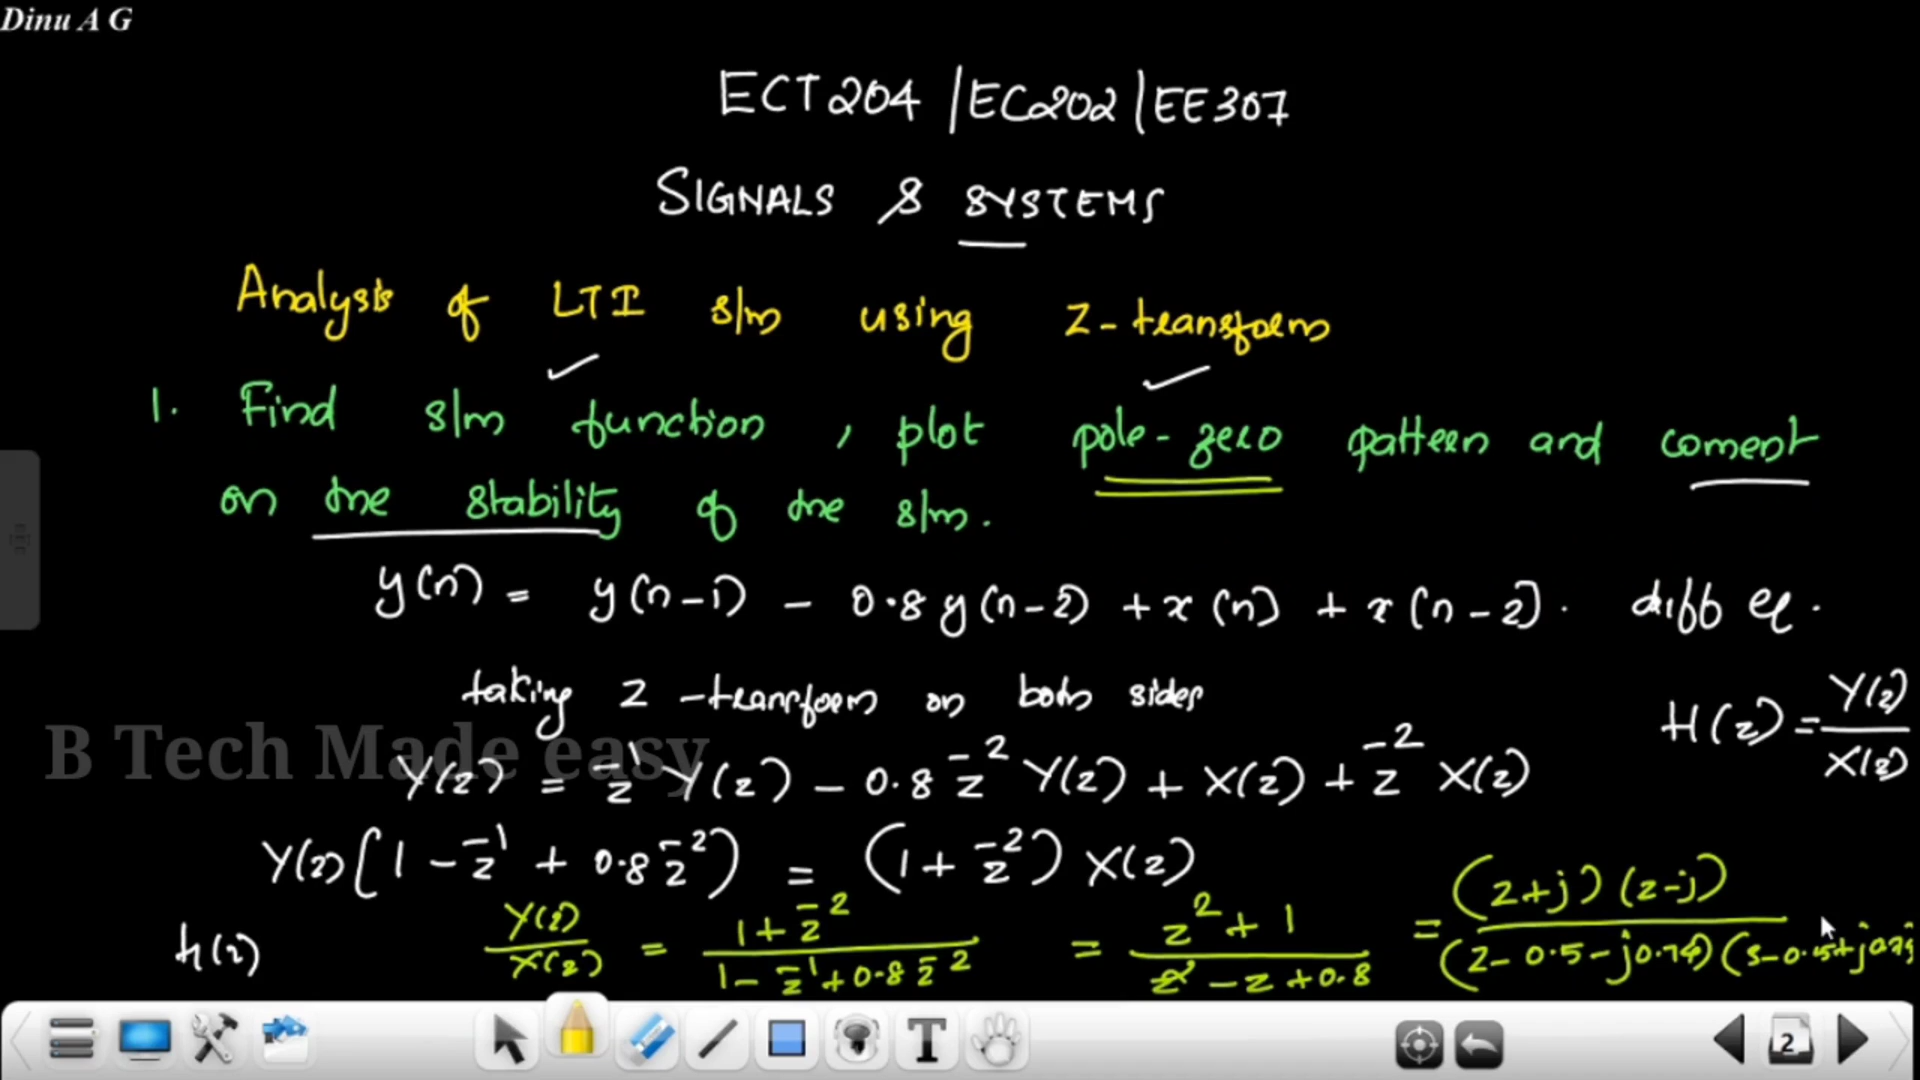 Dinu A G
ECT204 / EC202 / EE307
SIGNALS & SYSTEMS
Analysis of LTI s/m using Z-transform
1. Find s/m function, plot pole-zero pattern and coment
on the stability of the s/m.
y(n) = y(n-1) - 0.8 y(n-2) + x(n) + x(n-2). diff eq.
taking Z-transform on both sides
H(z) = Y(z)/X(z)
B Tech Made easy
Y(z) = z^-1 Y(z) - 0.8 z^-2 Y(z) + X(z) + z^-2 X(z)
Y(z) [1 - z^-1 + 0.8 z^-2) = (1 + z^-2) X(z)
H(z) Y(z)/X(z) = (1 + z^-2)/(1 - z^-1 + 0.8 z^-2) = (z^2 + 1)/(z^2 - z + 0.8) = (z+j)(z-j)/(z-0.5-j0.74)
2